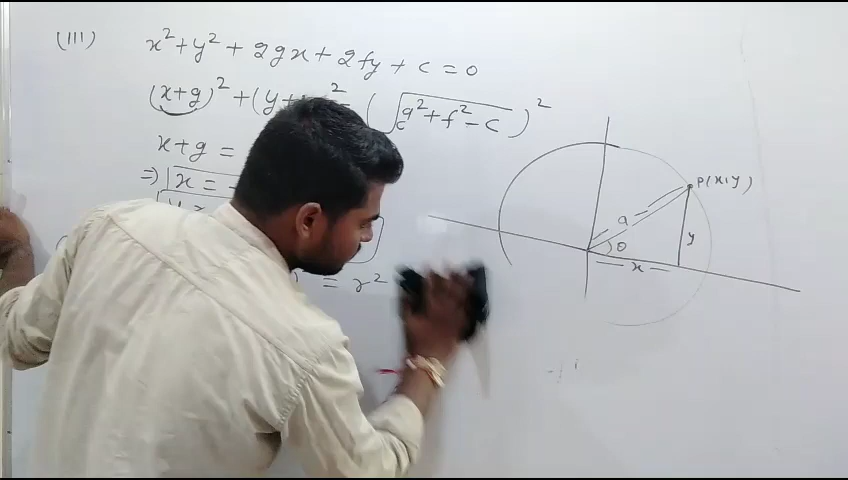 (III) x² + y² + 2gx + 2fy + c = 0
(x+g)² + (y+ ² (√g²+f²-c)²
x+g =
⇒ x = -
= r²
P(x,y)
a
θ
y
x